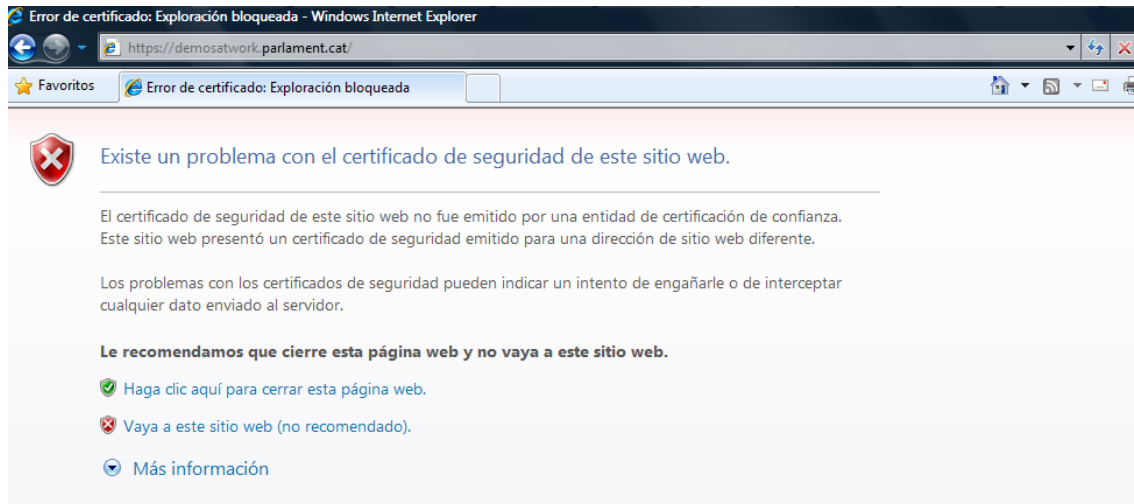 Error de certificado: Exploración bloqueada - Windows Internet Explorer
https://demosatwork.parlament.cat/
Favoritos
Error de certificado: Exploración bloqueada
Existe un problema con el certificado de seguridad de este sitio web.
El certificado de seguridad de este sitio web no fue emitido por una entidad de certificación de confianza.
Este sitio web presentó un certificado de seguridad emitido para una dirección de sitio web diferente.
Los problemas con los certificados de seguridad pueden indicar un intento de engañarle o de interceptar
cualquier dato enviado al servidor.
Le recomendamos que cierre esta página web y no vaya a este sitio web.
Haga clic aquí para cerrar esta página web.
Vaya a este sitio web (no recomendado).
Más información